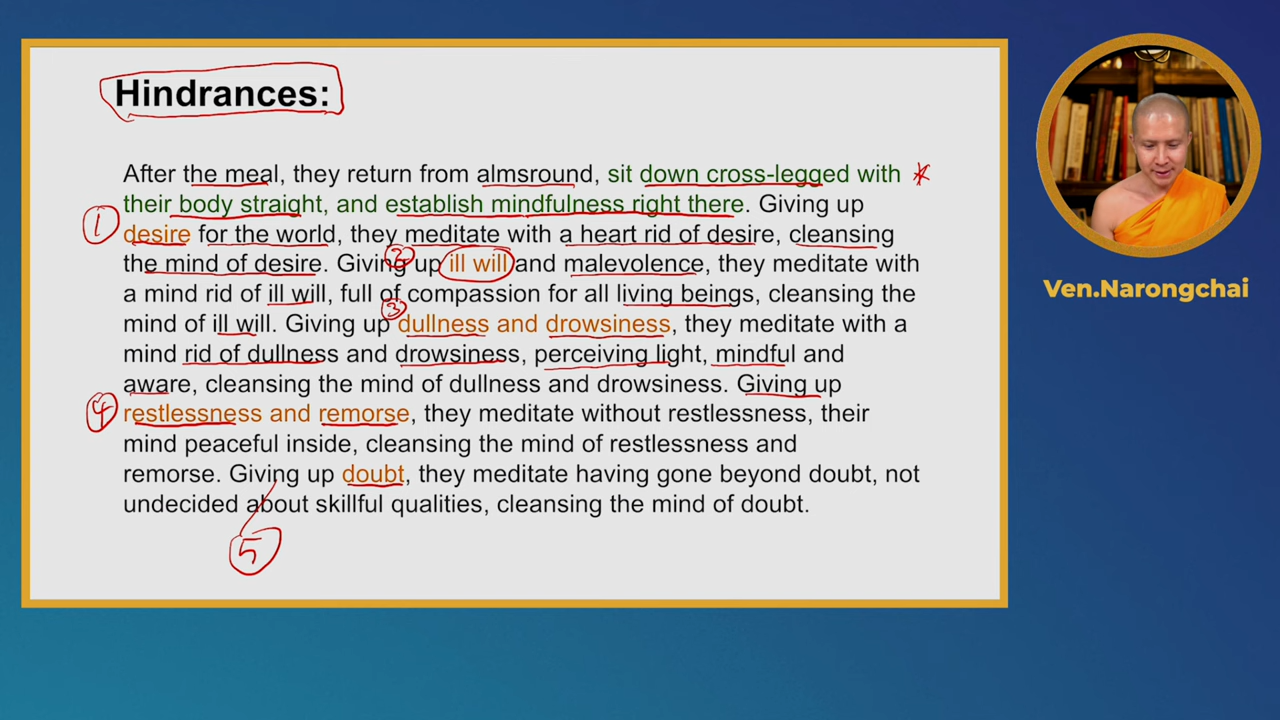 Hindrances:
After the meal, they return from almsround, sit down cross-legged with
their body straight, and establish mindfulness right there. Giving up
1
desire for the world, they meditate with a heart rid of desire, cleansing
2
the mind of desire. Giving up ill will and malevolence, they meditate with
a mind rid of ill will, full of compassion for all living beings, cleansing the
3
mind of ill will. Giving up dullness and drowsiness, they meditate with a
mind rid of dullness and drowsiness, perceiving light, mindful and
aware, cleansing the mind of dullness and drowsiness. Giving up
4
restlessness and remorse, they meditate without restlessness, their
mind peaceful inside, cleansing the mind of restlessness and
remorse. Giving up doubt, they meditate having gone beyond doubt, not
undecided about skillful qualities, cleansing the mind of doubt.
5
Ven.Narongchai